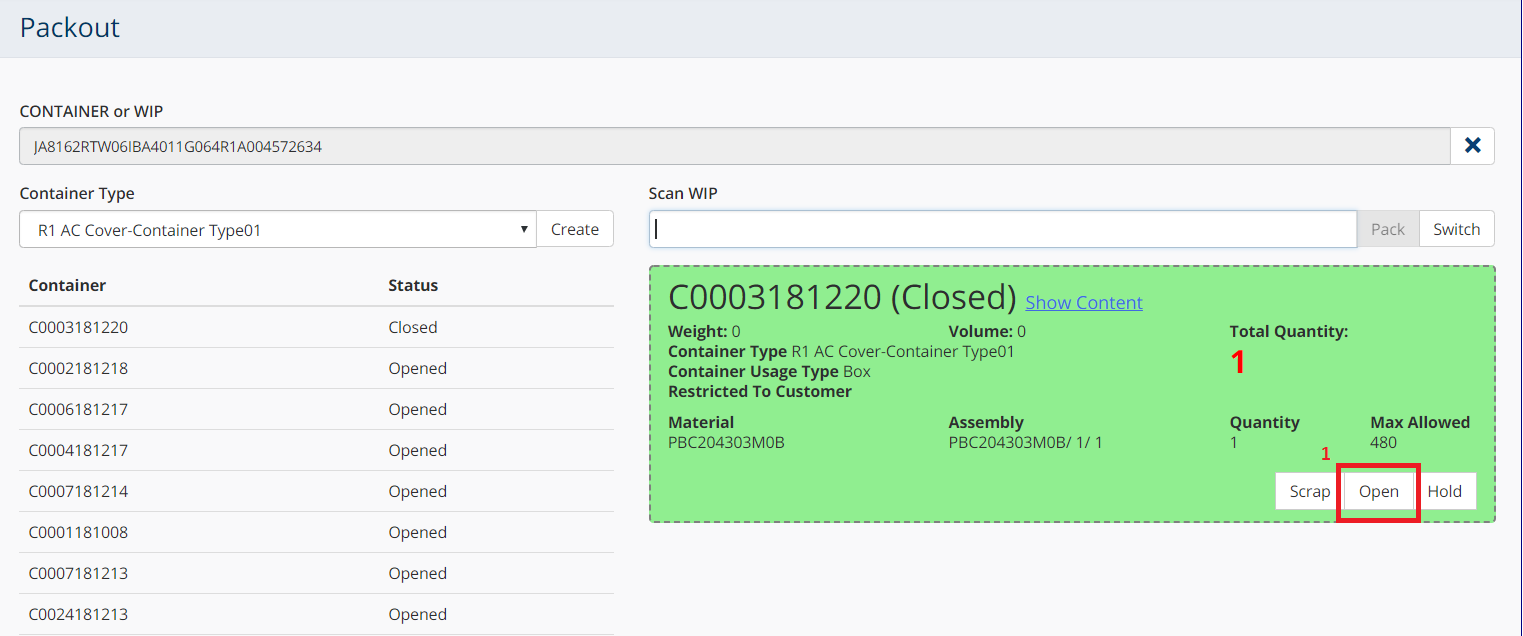 Packout
CONTAINER or WIP
JA8162RTW06IBA4011G064R1A004572634
Container Type
R1 AC Cover-Container Type01 Create
Container Status
C0003181220 Closed
C0002181218 Opened
C0006181217 Opened
C0004181217 Opened
C0007181214 Opened
C0001181008 Opened
C0007181213 Opened
C0024181213 Opened
Scan WIP
Pack Switch
C0003181220 (Closed) Show Content
Weight: 0 Volume: 0 Total Quantity:
1
Container Type R1 AC Cover-Container Type01
Container Usage Type Box
Restricted To Customer
Material Assembly Quantity Max Allowed
PBC204303M0B PBC204303M0B/ 1/ 1 1 480
1
Scrap Open Hold